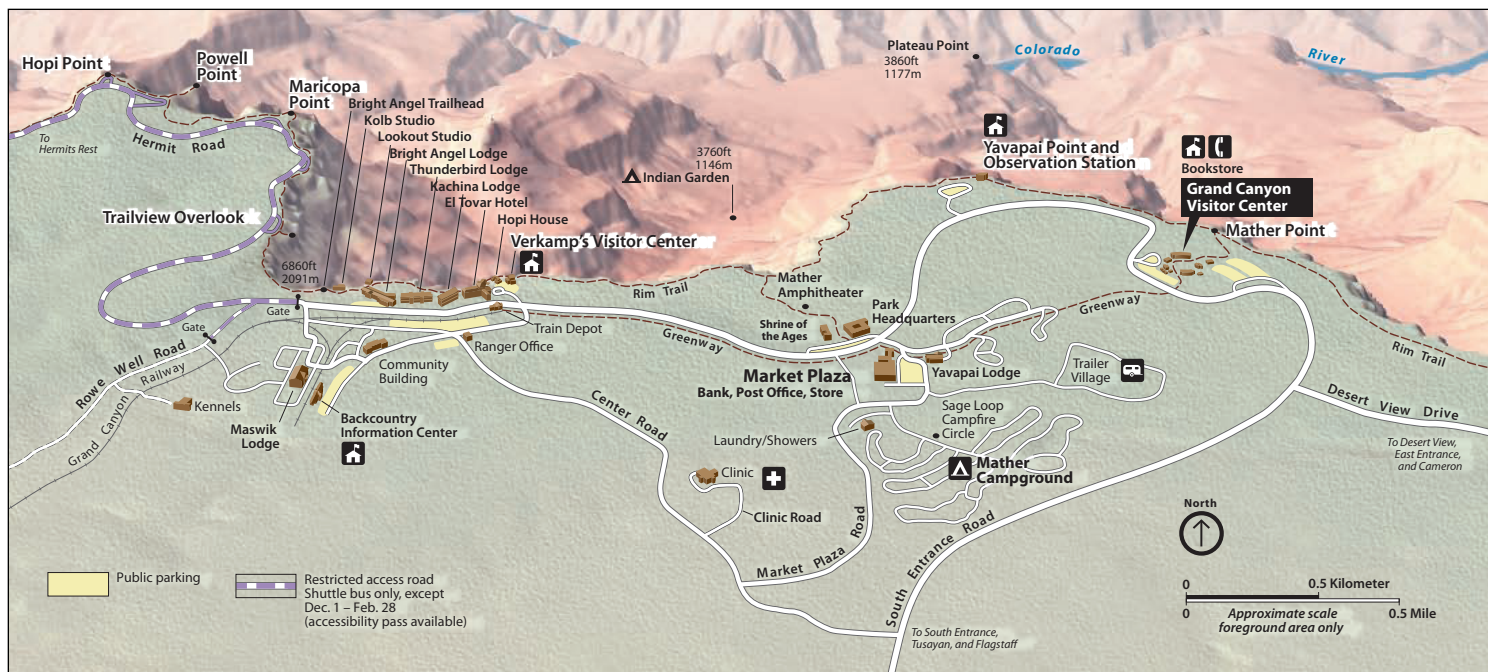 Hopi Point
Powell
Point
Maricopa
Point
Bright Angel Trailhead
Kolb Studio
Lookout Studio
Bright Angel Lodge
Thunderbird Lodge
Kachina Lodge
El Tovar Hotel
Hopi House
Verkamp's Visitor Center
To
Hermits Rest
Hermit Road
Trailview Overlook
6860ft
2091m
3760ft
1146m
Indian Garden
Plateau Point
3860ft
1177m
Colorado
River
Yavapai Point and
Observation Station
Bookstore
Grand Canyon
Visitor Center
Mather Point
Rim Trail
Mather
Amphitheater
Park
Headquarters
Shrine of
the Ages
Greenway
Greenway
Rim Trail
Gate
Gate
Train Depot
Ranger Office
Community
Building
Rowe Well Road
Railway
Grand Canyon
Kennels
Maswik
Lodge
Backcountry
Information Center
Center Road
Market Plaza
Bank, Post Office, Store
Yavapai Lodge
Trailer
Village
Sage Loop
Campfire
Circle
Laundry/Showers
Mather
Campground
Clinic
Clinic Road
Market Plaza Road
South Entrance Road
Desert View Drive
To Desert View,
East Entrance,
and Cameron
To South Entrance,
Tusayan, and Flagstaff
North
0
0.5 Kilometer
0
Approximate scale
foreground area only
0.5 Mile
Public parking
Restricted access road
Shuttle bus only, except
Dec. 1 – Feb. 28
(accessibility pass available)